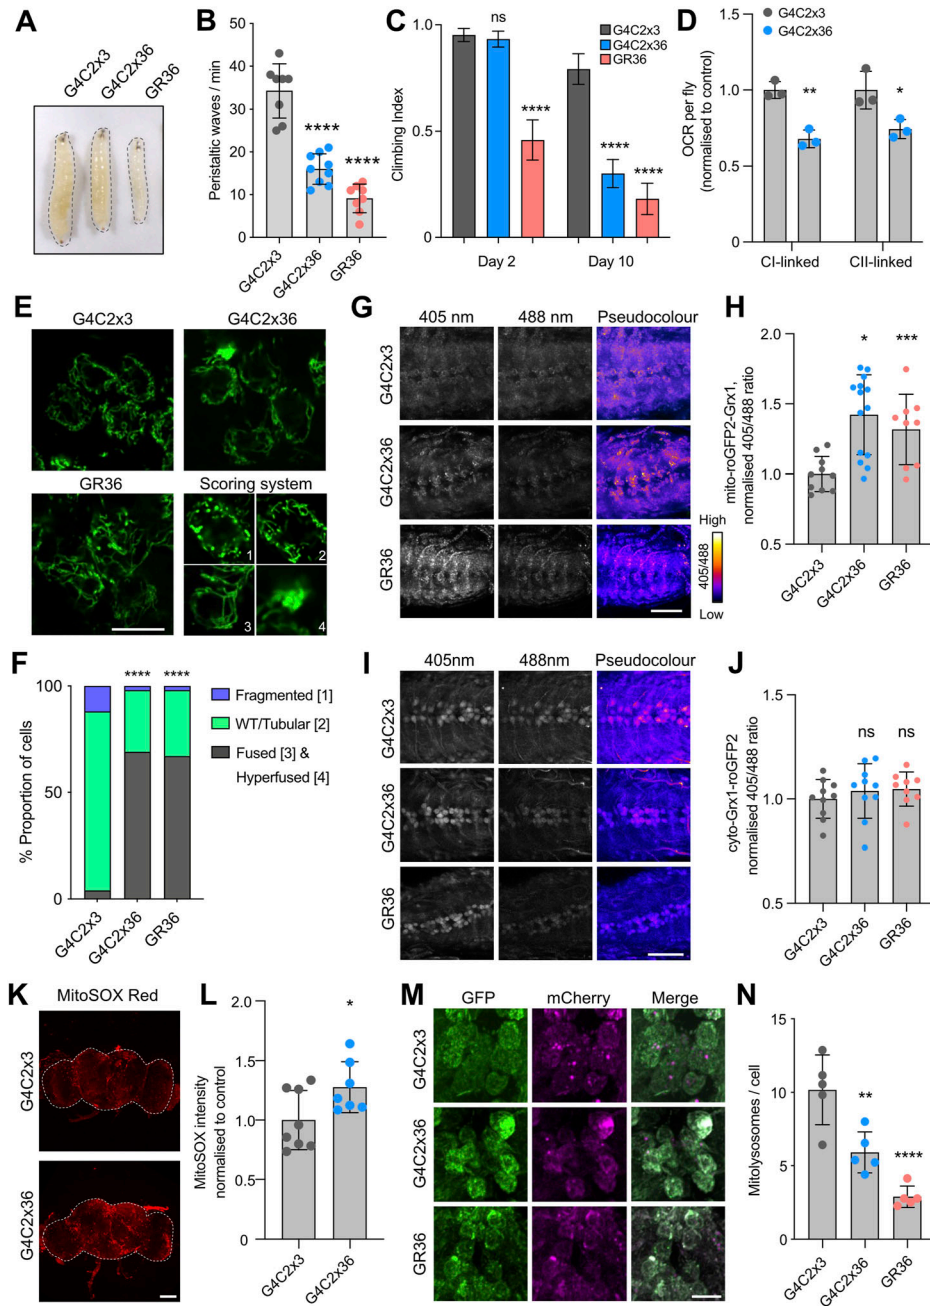 A
G4C2x3
G4C2x36
GR36
B
Peristaltic waves / min
40
30
20
10
0
****
****
G4C2x3
G4C2x36
GR36
C
Climbing Index
1.0
0.5
0.0
ns
****
****
****
Day 2
Day 10
G4C2x3
G4C2x36
GR36
D
G4C2x3
G4C2x36
OCR per fly
(normalised to control)
1.5
1.0
0.5
0
**
*
CI-linked
CII-linked
E
G4C2x3
G4C2x36
GR36
Scoring system
1
2
3
4
F
% Proportion of cells
100
50
0
****
****
G4C2x3
G4C2x36
GR36
Fragmented [1]
WT/Tubular [2]
Fused [3] &
Hyperfused [4]
G
405 nm
488 nm
Pseudocolour
G4C2x3
G4C2x36
GR36
High
405/488
Low
H
mito-roGFP2-Grx1,
normalised 405/488 ratio
2.0
1.5
1.0
0.5
*
***
G4C2x3
G4C2x36
GR36
I
405nm
488nm
Pseudocolour
G4C2x3
G4C2x36
GR36
J
cyto-Grx1-roGFP2
normalised 405/488 ratio
1.5
1.0
0.5
ns
ns
G4C2x3
G4C2x36
GR36
K
MitoSOX Red
G4C2x3
G4C2x36
L
MitoSOX intensity
normalised to control
2.0
1.5
1.0
0.5
0
*
G4C2x3
G4C2x36
M
GFP
mCherry
Merge
G4C2x3
G4C2x36
GR36
N
Mitolysosomes / cell
15
10
5
0
**
****
G4C2x3
G4C2x36
GR36